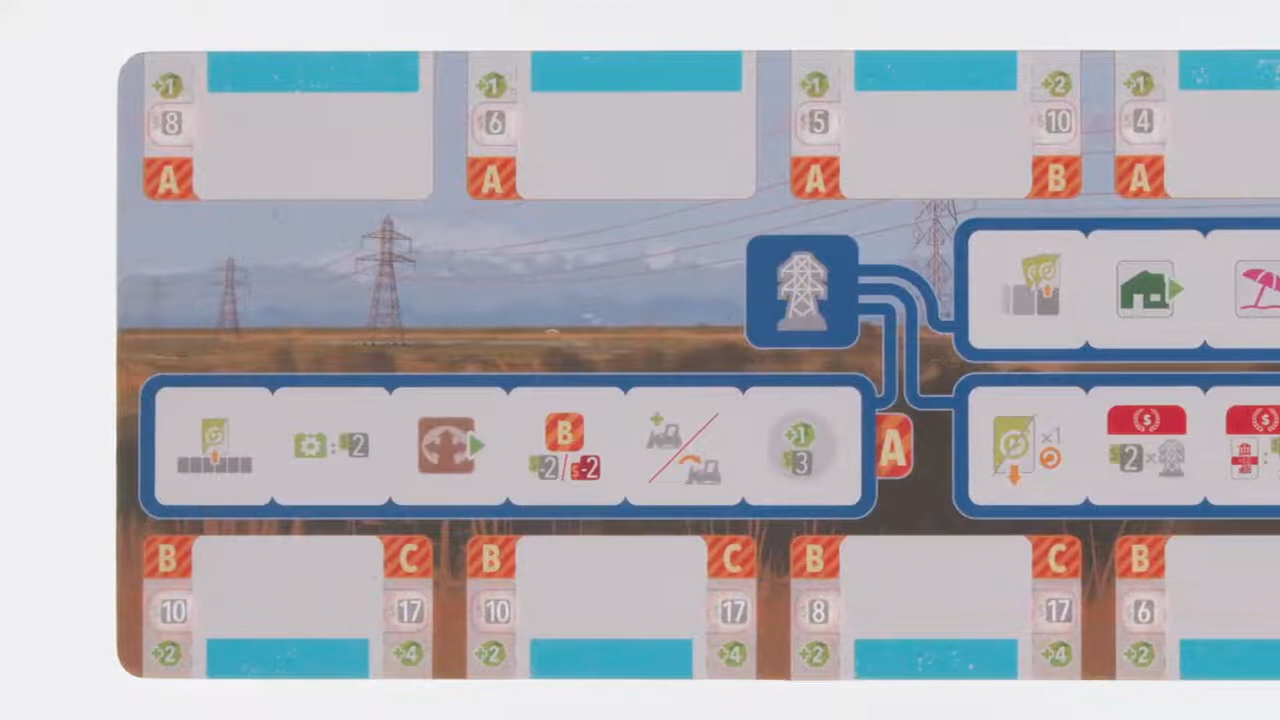 +1 +1 +1 +2 +1
$8 $6 $5 $10 $4
A A A B A
B
:$2 $-2/$-2 +1 $3 A x1 $2x $ $ :
B C B C B C B
$10 $17 $10 $17 $8 $17 $6
+2 +4 +2 +4 +2 +4 +2